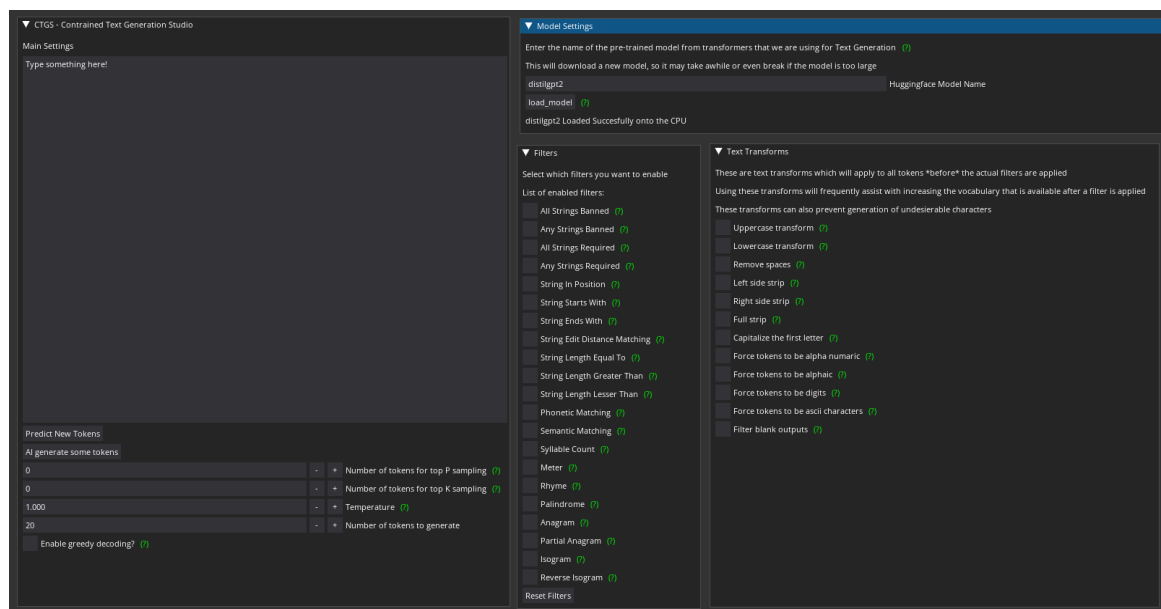 CTGS - Contrained Text Generation Studio
Main Settings
Type something here!
Predict New Tokens
AI generate some tokens
0 - + Number of tokens for top P sampling (?)
0 - + Number of tokens for top K sampling (?)
1.000 - + Temperature (?)
20 - + Number of tokens to generate
Enable greedy decoding? (?)
Model Settings
Enter the name of the pre-trained model from transformers that we are using for Text Generation (?)
This will download a new model, so it may take awhile or even break if the model is too large
distilgpt2 Huggingface Model Name
load_model (?)
distilgpt2 Loaded Succesfully onto the CPU
Filters
Select which filters you want to enable
List of enabled filters:
All Strings Banned (?)
Any Strings Banned (?)
All Strings Required (?)
Any Strings Required (?)
String In Position (?)
String Starts With (?)
String Ends With (?)
String Edit Distance Matching (?)
String Length Equal To (?)
String Length Greater Than (?)
String Length Lesser Than (?)
Phonetic Matching (?)
Semantic Matching (?)
Syllable Count (?)
Meter (?)
Rhyme (?)
Palindrome (?)
Anagram (?)
Partial Anagram (?)
Isogram (?)
Reverse Isogram (?)
Reset Filters
Text Transforms
These are text transforms which will apply to all tokens *before* the actual filters are applied
Using these transforms will frequently assist with increasing the vocabulary that is available after a filter is applied
These transforms can also prevent generation of undesierable characters
Uppercase transform (?)
Lowercase transform (?)
Remove spaces (?)
Left side strip (?)
Right side strip (?)
Full strip (?)
Capitalize the first letter (?)
Force tokens to be alpha numaric (?)
Force tokens to be alphaic (?)
Force tokens to be digits (?)
Force tokens to be ascii characters (?)
Filter blank outputs (?)